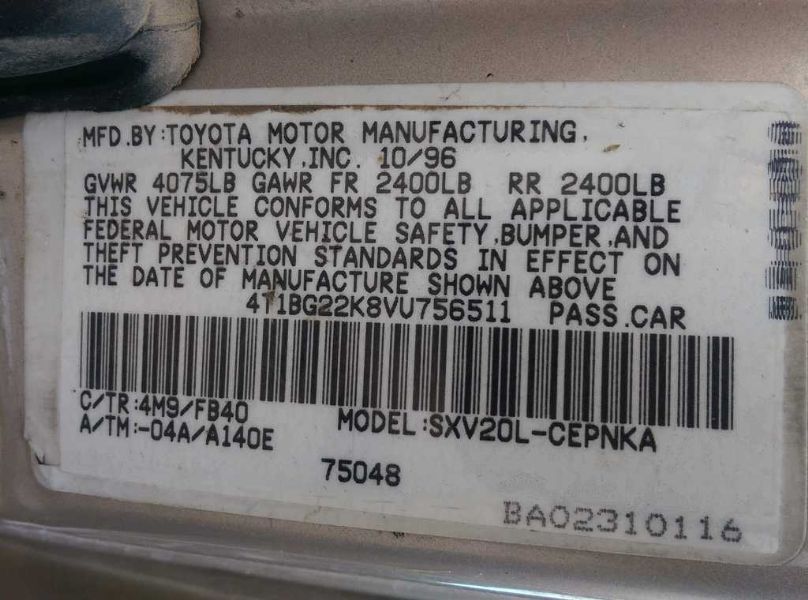 MFD.BY:TOYOTA MOTOR MANUFACTURING,
KENTUCKY,INC. 10/96
GVWR 4075LB GAWR FR 2400LB RR 2400LB
THIS VEHICLE CONFORMS TO ALL APPLICABLE
FEDERAL MOTOR VEHICLE SAFETY,BUMPER,AND
THEFT PREVENTION STANDARDS IN EFFECT ON
THE DATE OF MANUFACTURE SHOWN ABOVE
4T1BG22K8VU756511 PASS.CAR
C/TR:4M9/FB40
A/TM:-04A/A140E
MODEL:SXV20L-CEPNKA
75048
BA02310116